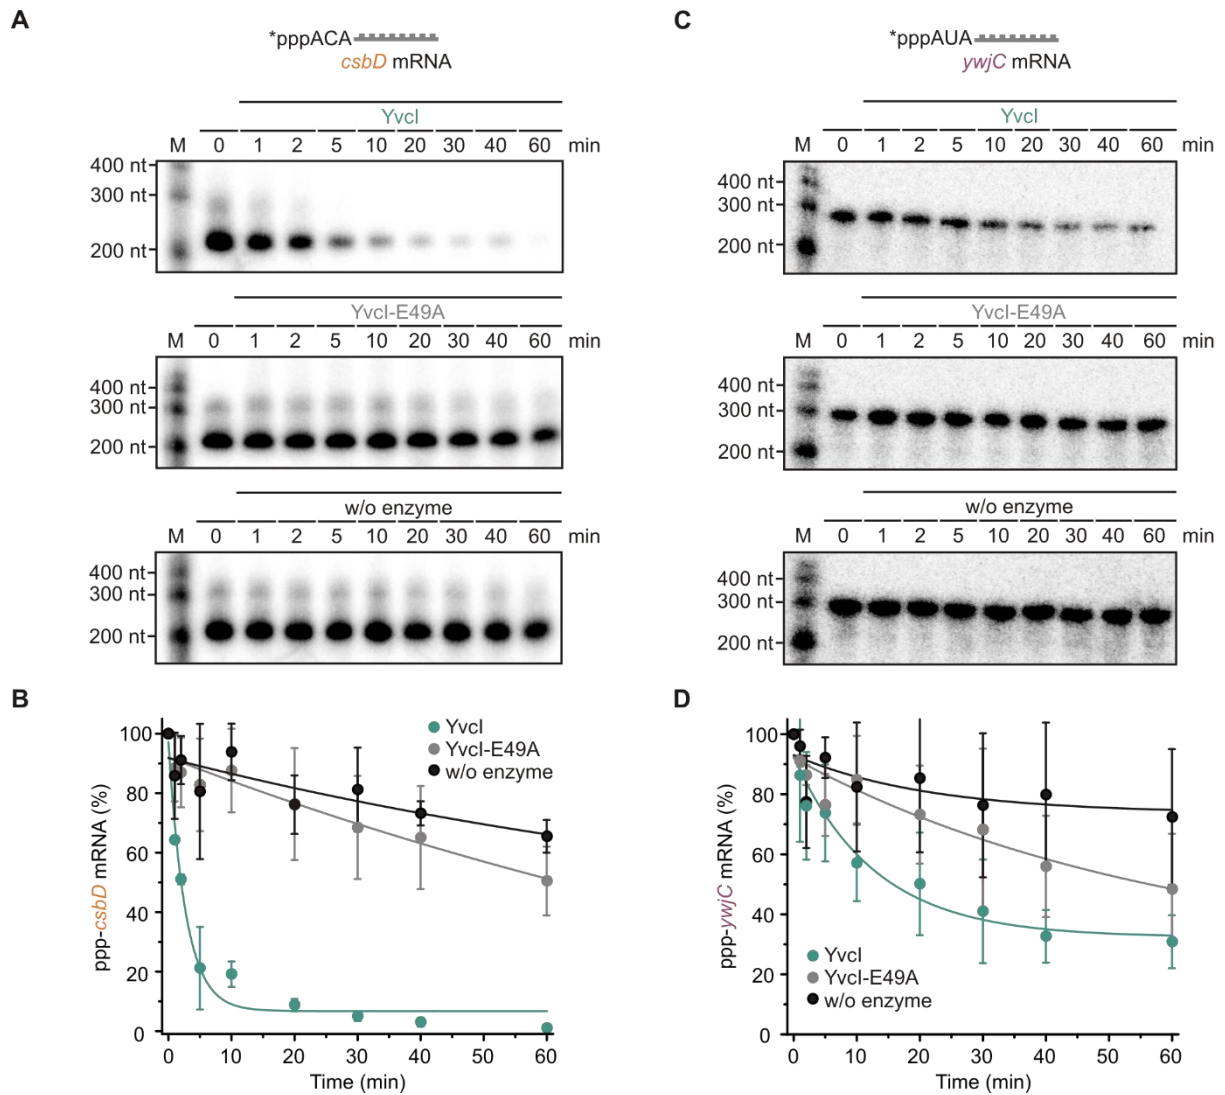 A
*pppACA
csbD mRNA
YvcI
M 0 1 2 5 10 20 30 40 60 min
400 nt
300 nt
200 nt
YvcI-E49A
M 0 1 2 5 10 20 30 40 60 min
400 nt
300 nt
200 nt
w/o enzyme
M 0 1 2 5 10 20 30 40 60 min
400 nt
300 nt
200 nt
C
*pppAUA
ywjC mRNA
YvcI
M 0 1 2 5 10 20 30 40 60 min
400 nt
300 nt
200 nt
YvcI-E49A
M 0 1 2 5 10 20 30 40 60 min
400 nt
300 nt
200 nt
w/o enzyme
M 0 1 2 5 10 20 30 40 60 min
400 nt
300 nt
200 nt
B
ppp-csbD mRNA (%)
100
80
60
40
20
0
YvcI
YvcI-E49A
w/o enzyme
0 10 20 30 40 50 60
Time (min)
D
ppp-ywjC mRNA (%)
100
80
60
40
20
0
YvcI
YvcI-E49A
w/o enzyme
0 10 20 30 40 50 60
Time (min)